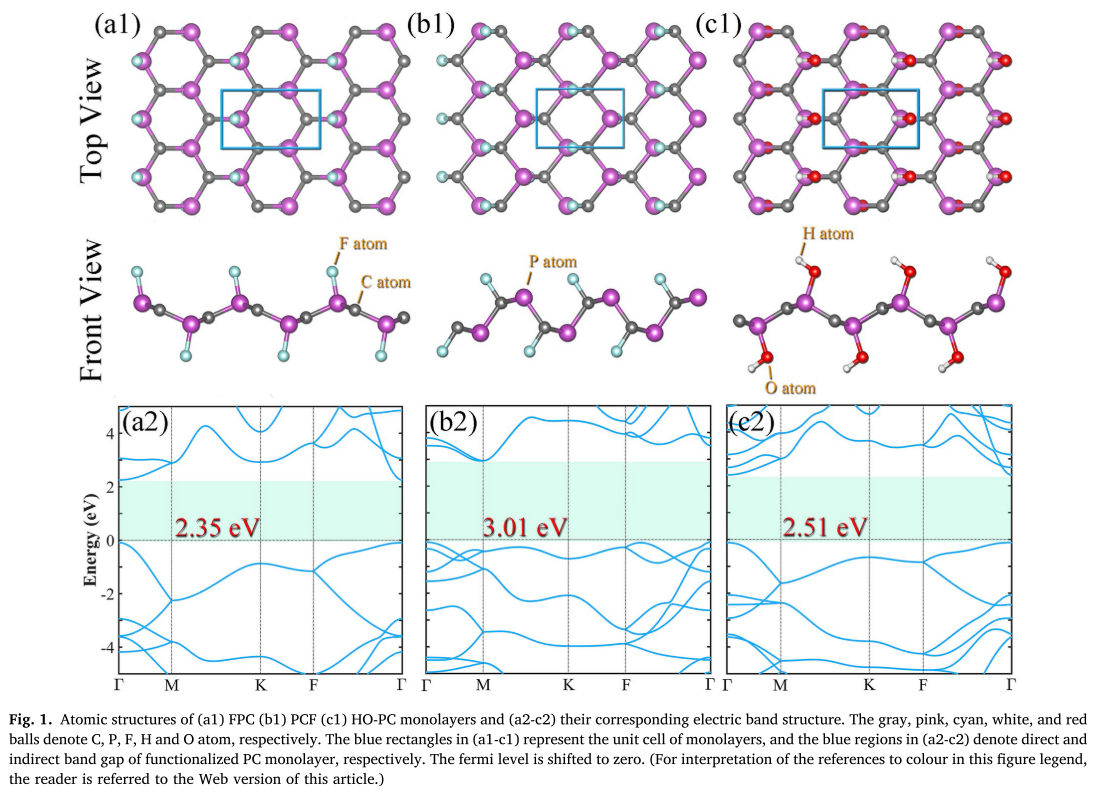 (a1)
(b1)
(c1)
Top View
Front View
F atom
C atom
P atom
H atom
O atom
(a2)
(b2)
(c2)
Energy (eV)
4
2
0
-2
-4
2.35 eV
3.01 eV
2.51 eV
Γ M K F Γ
Γ M K F Γ
Γ M K F Γ
Fig. 1. Atomic structures of (a1) FPC (b1) PCF (c1) HO-PC monolayers and (a2-c2) their corresponding electric band structure. The gray, pink, cyan, white, and red
balls denote C, P, F, H and O atom, respectively. The blue rectangles in (a1-c1) represent the unit cell of monolayers, and the blue regions in (a2-c2) denote direct and
indirect band gap of functionalized PC monolayer, respectively. The fermi level is shifted to zero. (For interpretation of the references to colour in this figure legend,
the reader is referred to the Web version of this article.)